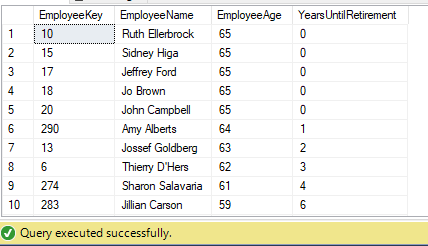 EmployeeKey EmployeeName EmployeeAge YearsUntilRetirement
1 10 Ruth Ellerbrock 65 0
2 15 Sidney Higa 65 0
3 17 Jeffrey Ford 65 0
4 18 Jo Brown 65 0
5 20 John Campbell 65 0
6 290 Amy Alberts 64 1
7 13 Jossef Goldberg 63 2
8 6 Thierry D'Hers 62 3
9 274 Sharon Salavaria 61 4
10 283 Jillian Carson 59 6
Query executed successfully.